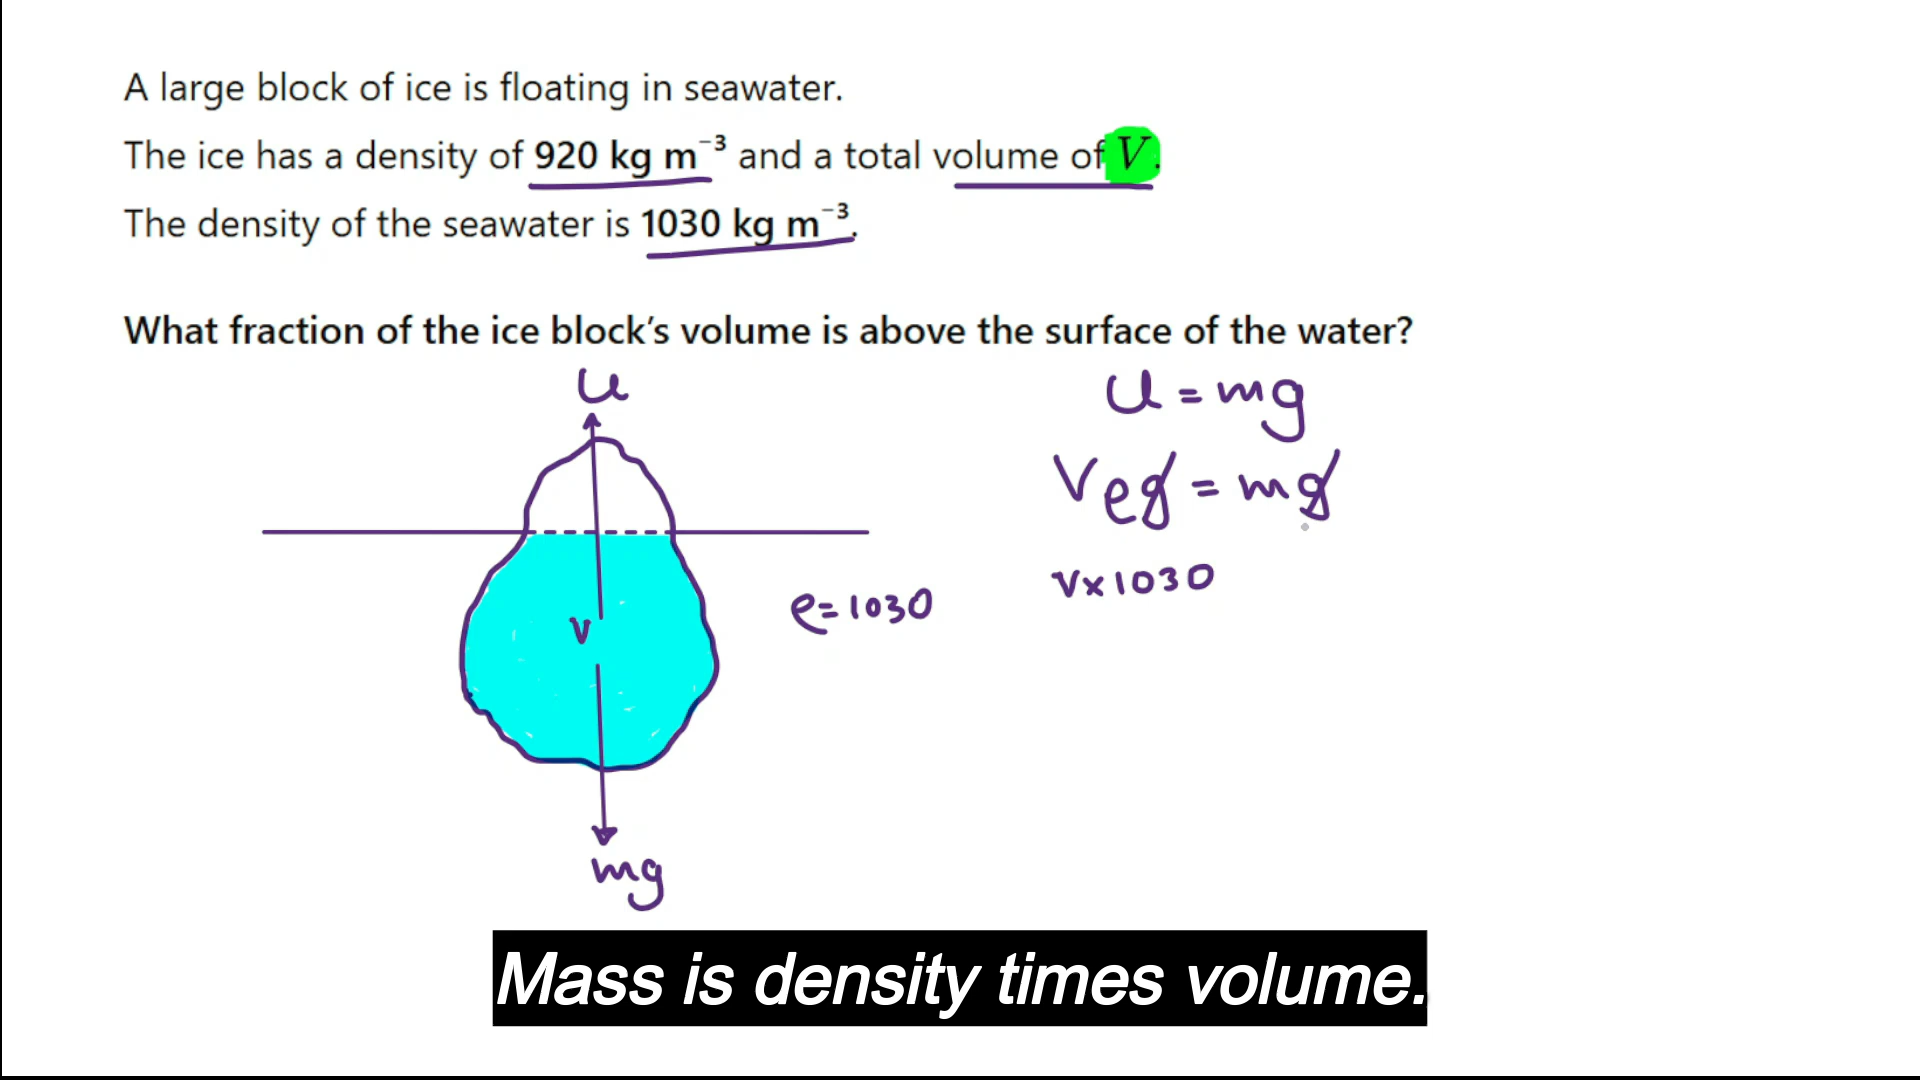 A large block of ice is floating in seawater.
The ice has a density of 920 kg m⁻³ and a total volume of V.
The density of the seawater is 1030 kg m⁻³.
What fraction of the ice block's volume is above the surface of the water?
U
U = mg
Vρg = mg
V×1030
ρ=1030
V
mg
Mass is density times volume.